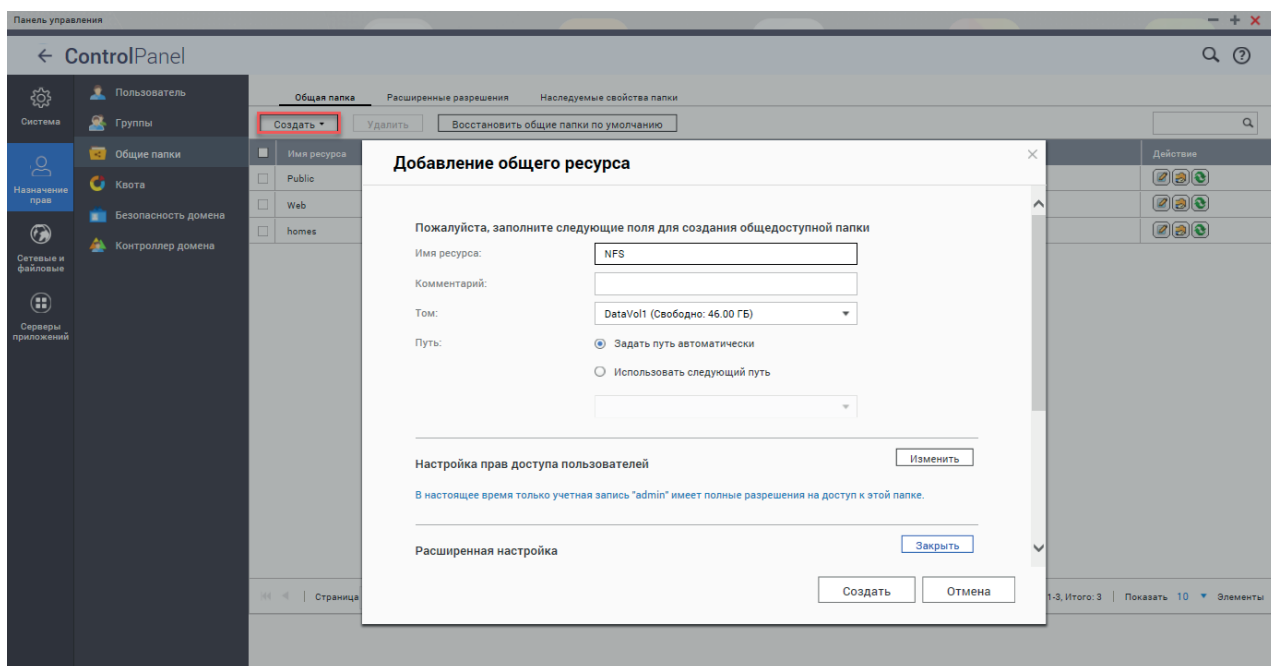 Панель управления
ControlPanel
Система
Назначение
прав
Сетевые и
файловые
Серверы
приложений
Пользователь
Группы
Общие папки
Квота
Безопасность домена
Контроллер домена
Общая папка Расширенные разрешения Наследуемые свойства папки
Создать Удалить Восстановить общие папки по умолчанию
Имя ресурса Действие
Public
Web
homes
Добавление общего ресурса
Пожалуйста, заполните следующие поля для создания общедоступной папки
Имя ресурса: NFS
Комментарий:
Том: DataVol1 (Свободно: 46.00 ГБ)
Путь: Задать путь автоматически
Использовать следующий путь
Настройка прав доступа пользователей Изменить
В настоящее время только учетная запись "admin" имеет полные разрешения на доступ к этой папке.
Расширенная настройка Закрыть
Создать Отмена
Страница 1-3, Итого: 3 | Показать 10 Элементы